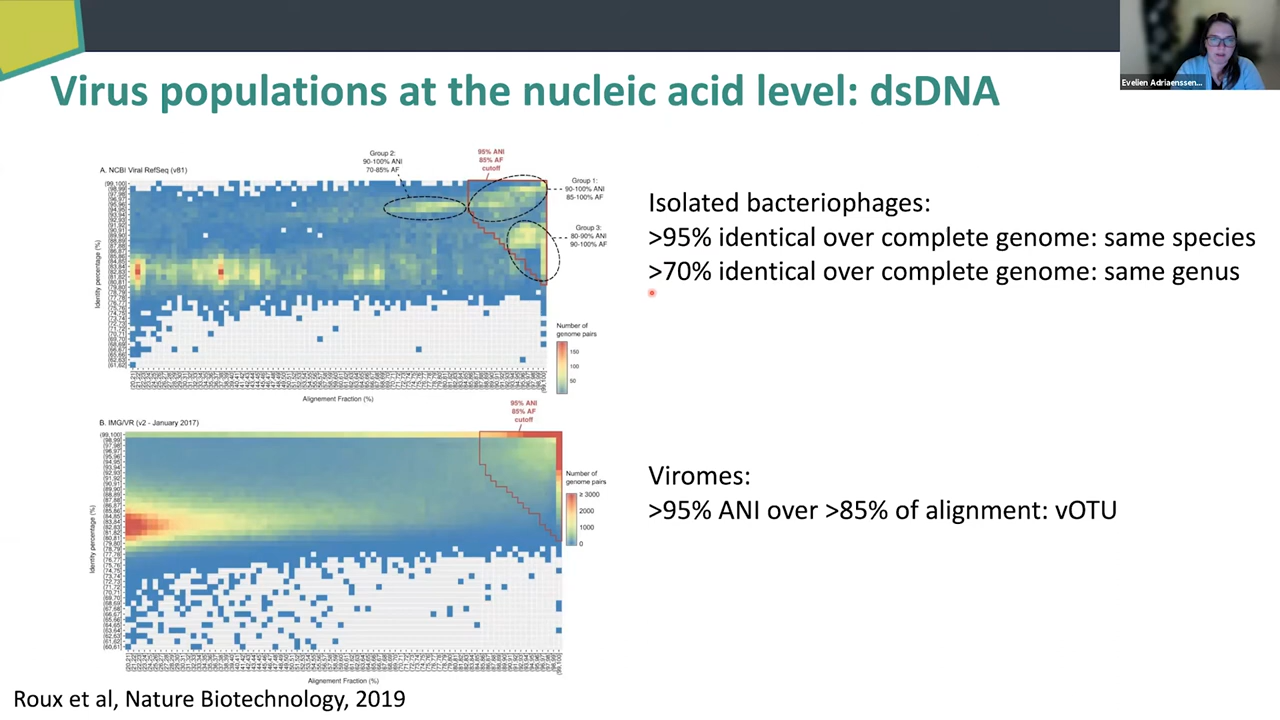 Evelien Adriaenssen...
Virus populations at the nucleic acid level: dsDNA
A. NCBI Viral RefSeq (v81)
Group 2:
90-100% ANI
70-85% AF
95% ANI
85% AF
cutoff
Group 1:
90-100% ANI
85-100% AF
Group 3:
80-90% ANI
90-100% AF
Identity percentage (%)
Number of
genome pairs
150
100
50
Alignement Fraction (%)
Isolated bacteriophages:
>95% identical over complete genome: same species
>70% identical over complete genome: same genus
B. IMG/VR (v2 - January 2017)
95% ANI
85% AF
cutoff
Identity percentage (%)
Number of
genome pairs
≥ 3000
2000
1000
0
Alignement Fraction (%)
Viromes:
>95% ANI over >85% of alignment: vOTU
Roux et al, Nature Biotechnology, 2019